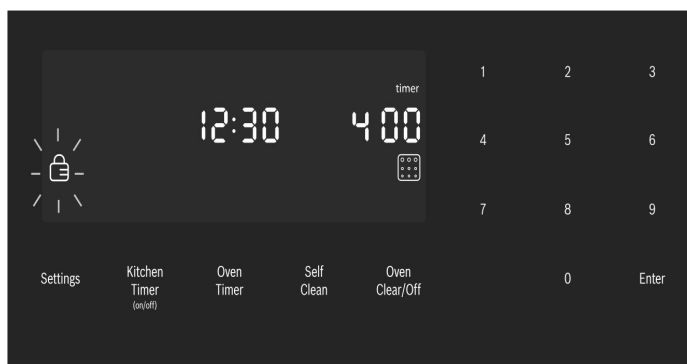 timer
12:30 4 00
1 2 3
4 5 6
7 8 9
0 Enter
Settings
Kitchen
Timer
(on/off)
Oven
Timer
Self
Clean
Oven
Clear/Off